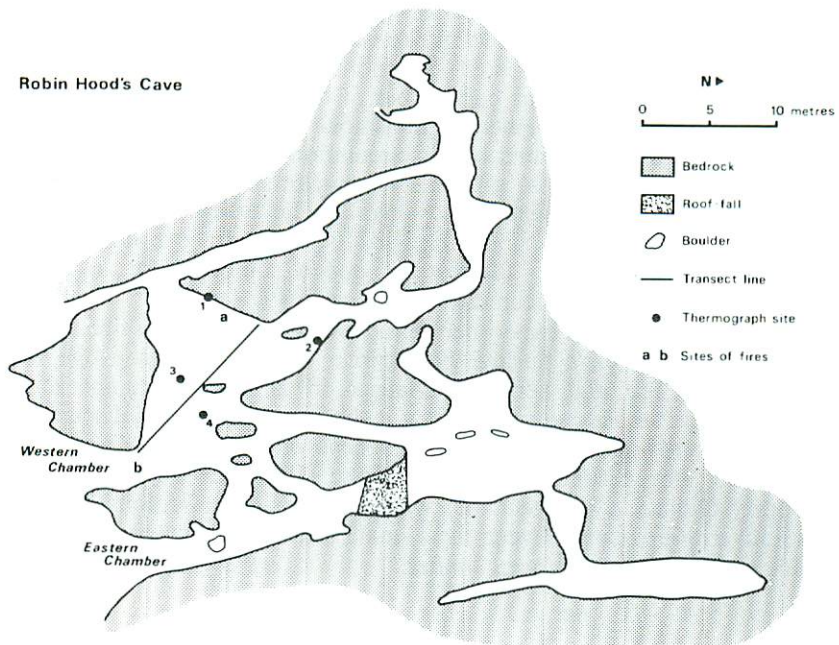 Robin Hood's Cave
N
0 5 10 metres
Bedrock
Roof-fall
Boulder
Transect line
Thermograph site
a b Sites of fires
1
a
2
3
4
Western
Chamber
b
Eastern
Chamber